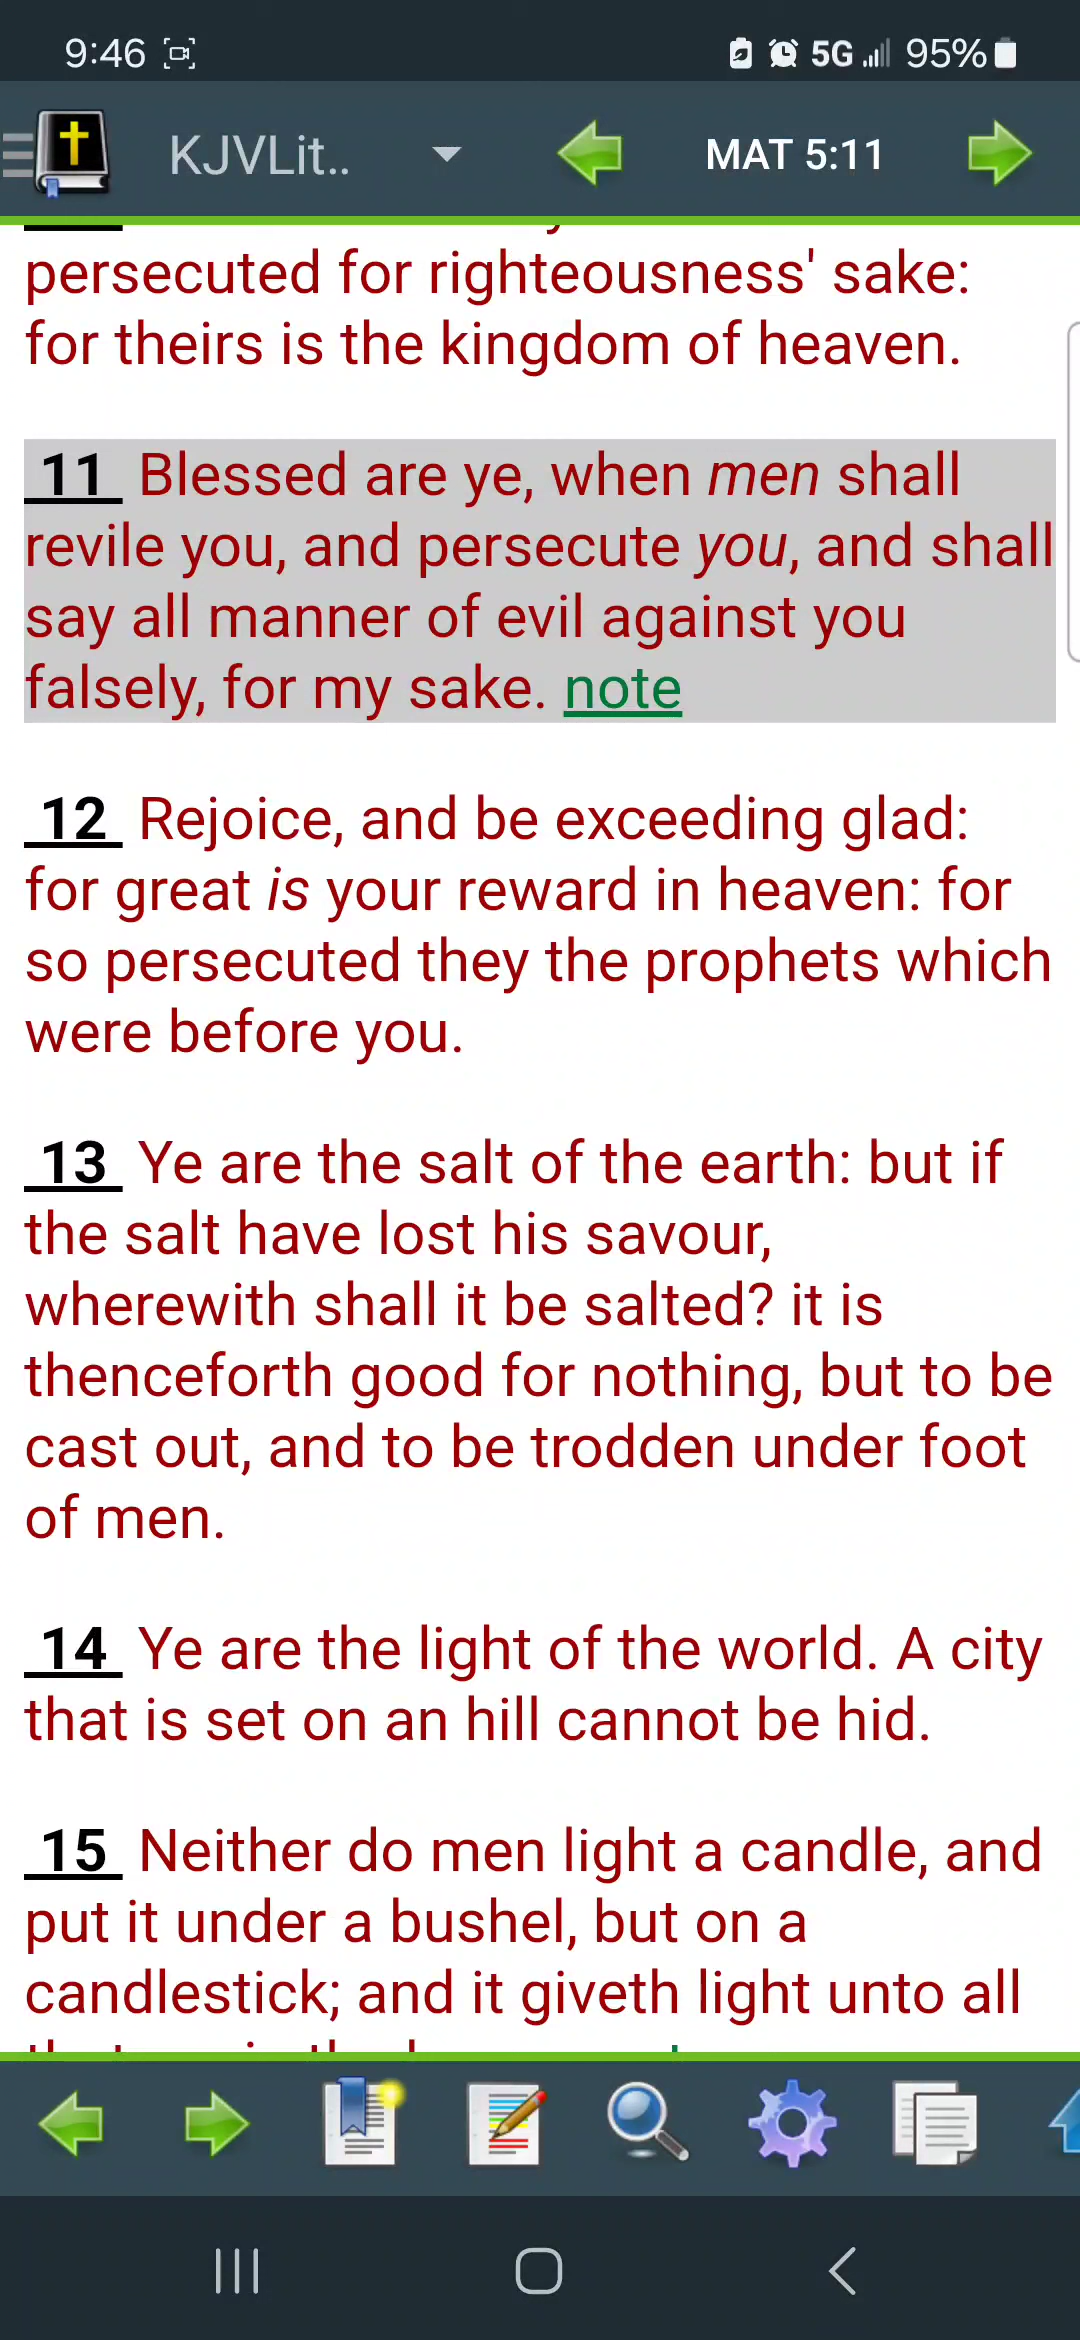 9:46 5G 95%
KJVLit.. MAT 5:11
persecuted for righteousness' sake:
for theirs is the kingdom of heaven.
11 Blessed are ye, when men shall
revile you, and persecute you, and shall
say all manner of evil against you
falsely, for my sake. note
12 Rejoice, and be exceeding glad:
for great is your reward in heaven: for
so persecuted they the prophets which
were before you.
13 Ye are the salt of the earth: but if
the salt have lost his savour,
wherewith shall it be salted? it is
thenceforth good for nothing, but to be
cast out, and to be trodden under foot
of men.
14 Ye are the light of the world. A city
that is set on an hill cannot be hid.
15 Neither do men light a candle, and
put it under a bushel, but on a
candlestick; and it giveth light unto all